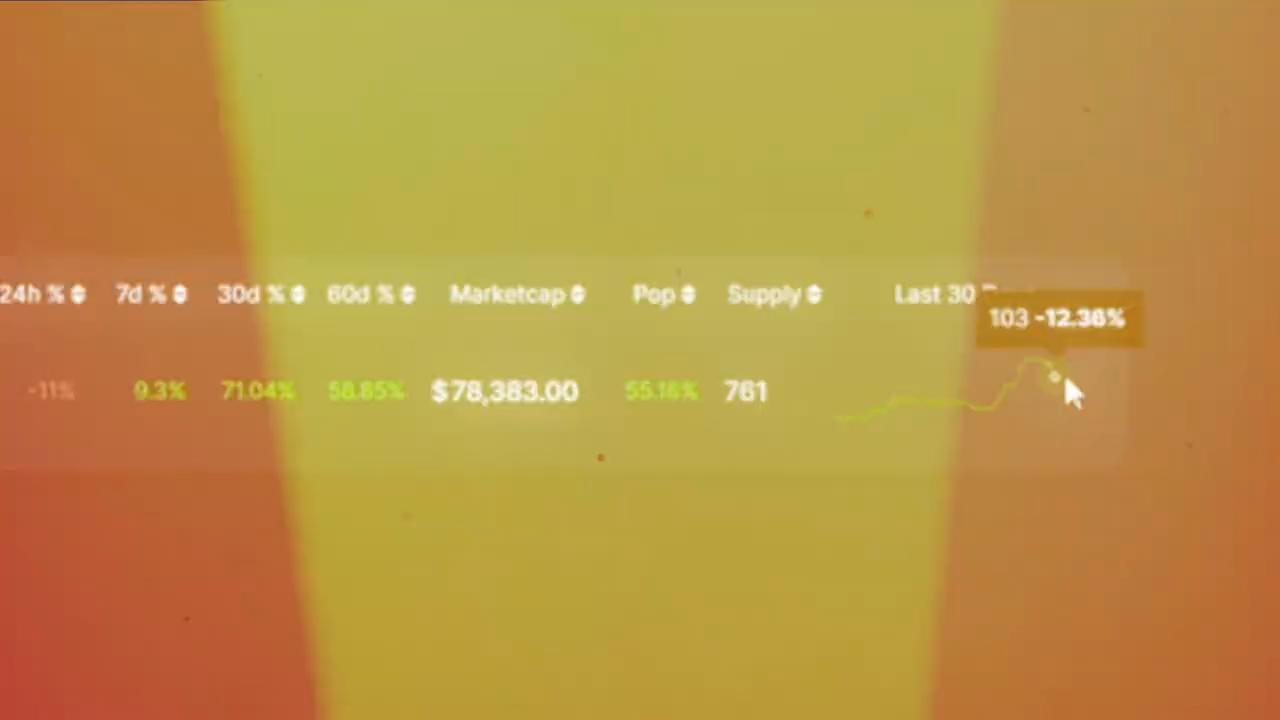 24h % 7d % 30d % 60d % Marketcap Pop Supply Last 30
103 -12.36%
-11% 9.3% 71.04% 58.85% $78,383.00 55.16% 761